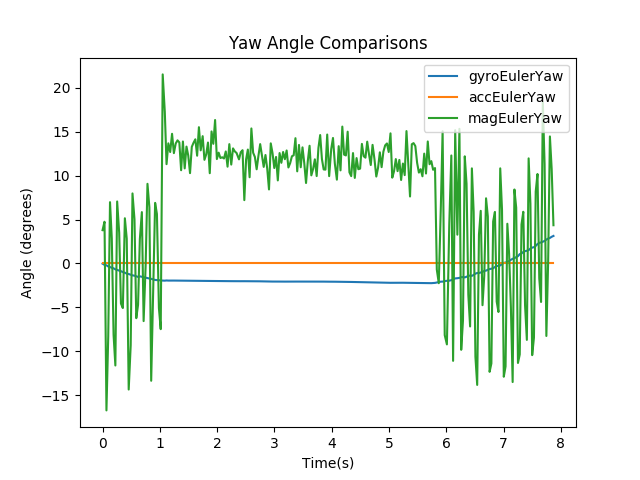 Yaw Angle Comparisons
gyroEulerYaw
accEulerYaw
magEulerYaw
Angle (degrees)
20
15
10
5
0
−5
−10
−15
0 1 2 3 4 5 6 7 8
Time(s)